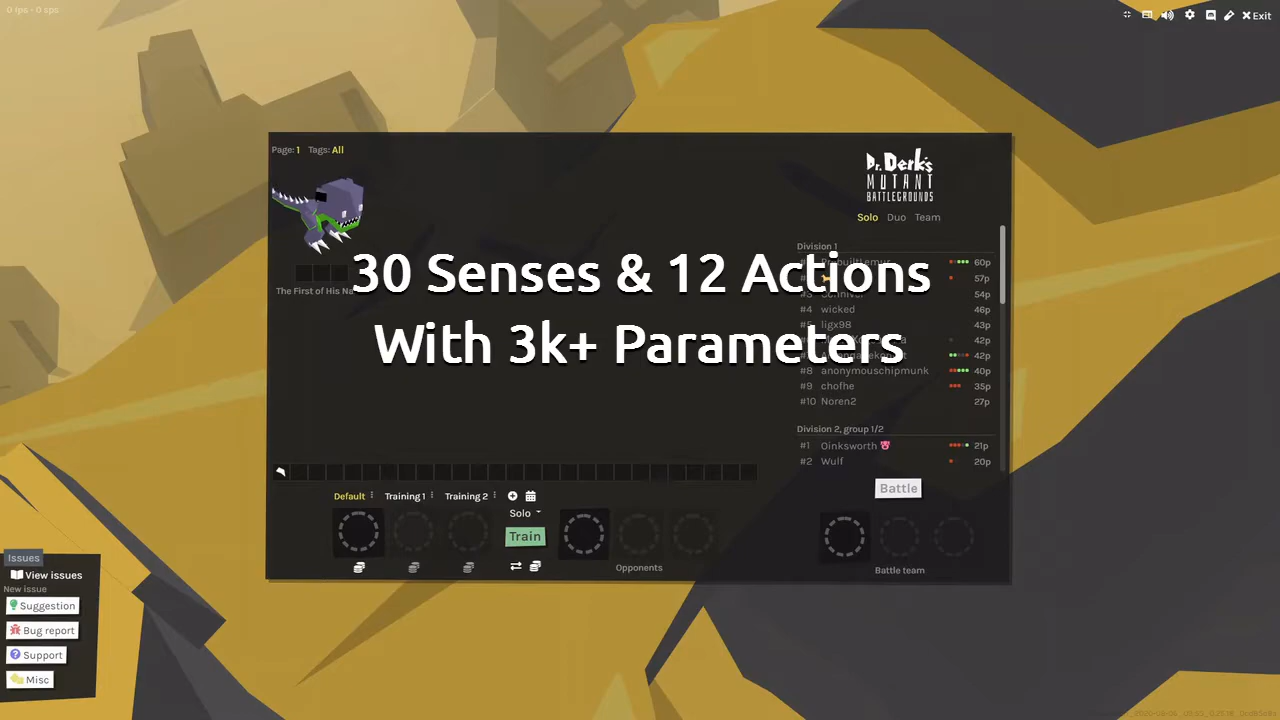 0 fps - 0 sps
Exit
Page: 1 Tags: All
Dr. Derk's
MUTANT
BATTLEGROUNDS
Solo Duo Team
Division 1
60p
57p
The First of His Na
30 Senses & 12 Actions
With 3k+ Parameters
54p
#4 wicked 46p
ligx98 43p
42p
42p
#8 anonymouschipmunk 40p
#9 chofhe 35p
#10 Noren2 27p
Division 2, group 1/2
#1 Oinksworth 21p
#2 Wulf 20p
Battle
Default Training 1 Training 2
Solo
Train
Opponents
Battle team
Issues
View issues
New issue
Suggestion
Bug report
Support
Misc